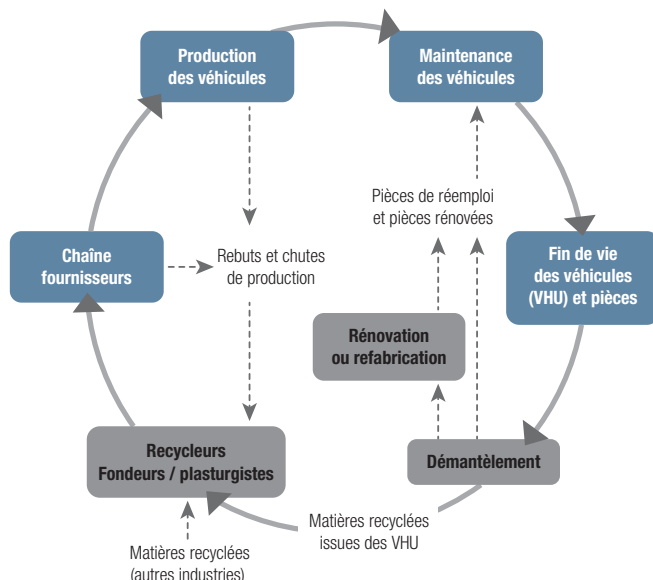 Production
des véhicules
Maintenance
des véhicules
Pièces de réemploi
et pièces rénovées
Chaîne
fournisseurs
Rebuts et chutes
de production
Fin de vie
des véhicules
(VHU) et pièces
Rénovation
ou refabrication
Recycleurs
Fondeurs / plasturgistes
Démantèlement
Matières recyclées
issues des VHU
Matières recyclées
(autres industries)